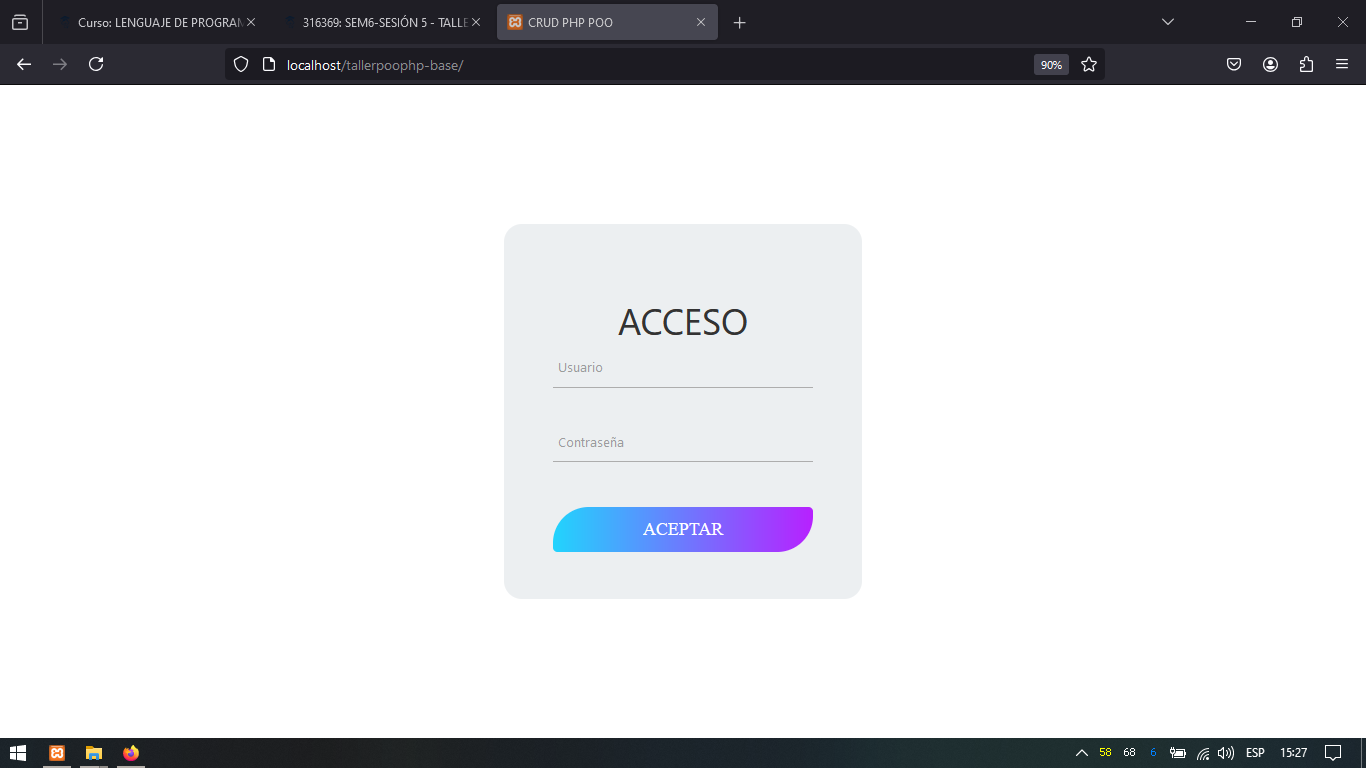 Curso: LENGUAJE DE PROGRAM
316369: SEM6-SESIÓN 5 - TALLE
CRUD PHP POO
localhost/tallerpoophp-base/
90%
ACCESO
Usuario
Contraseña
ACEPTAR
58 68 6 ESP 15:27